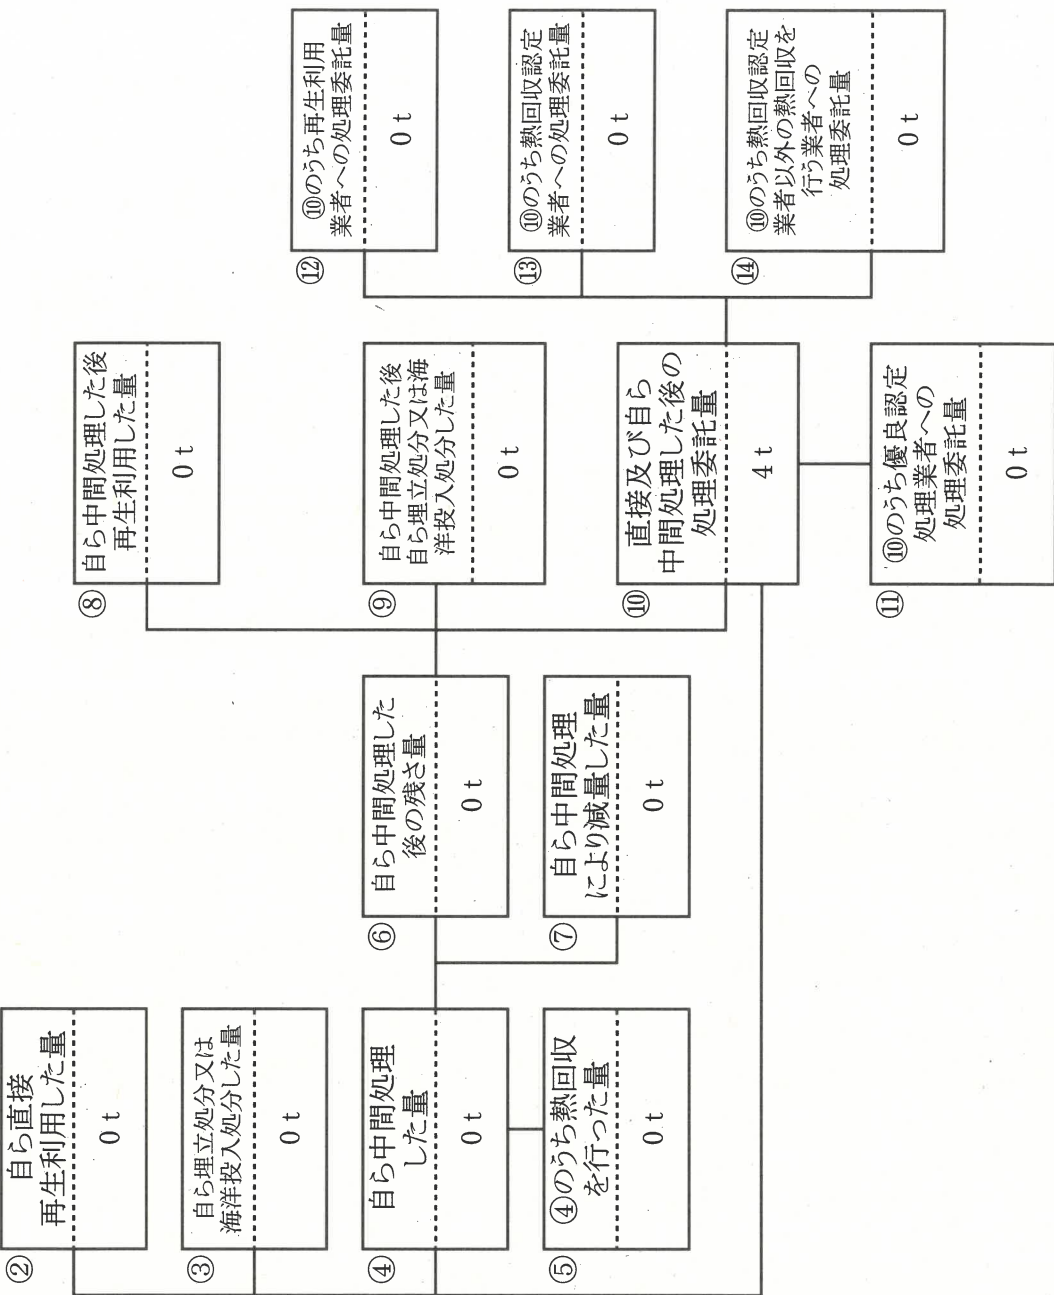 ②
自ら直接
再生利用した量
0 t
③
自ら埋立処分又は
海洋投入処分した量
0 t
④
自ら中間処理
した量
0 t
⑤
④のうち熱回収
を行った量
0 t
⑥
自ら中間処理した
後の残さ量
0 t
⑦
自ら中間処理
により減量した量
0 t
⑧
自ら中間処理した後
再生利用した量
0 t
⑨
自ら中間処理した後
自ら埋立処分又は海
洋投入処分した量
0 t
⑩
直接及び自ら
中間処理した後の
処理委託量
4 t
⑪
⑩のうち優良認定
処理業者への
処理委託量
0 t
⑫
⑩のうち再生利用
業者への処理委託量
0 t
⑬
⑩のうち熱回収認定
業者への処理委託量
0 t
⑭
⑩のうち熱回収認定
業者以外の熱回収を
行う業者への
処理委託量
0 t